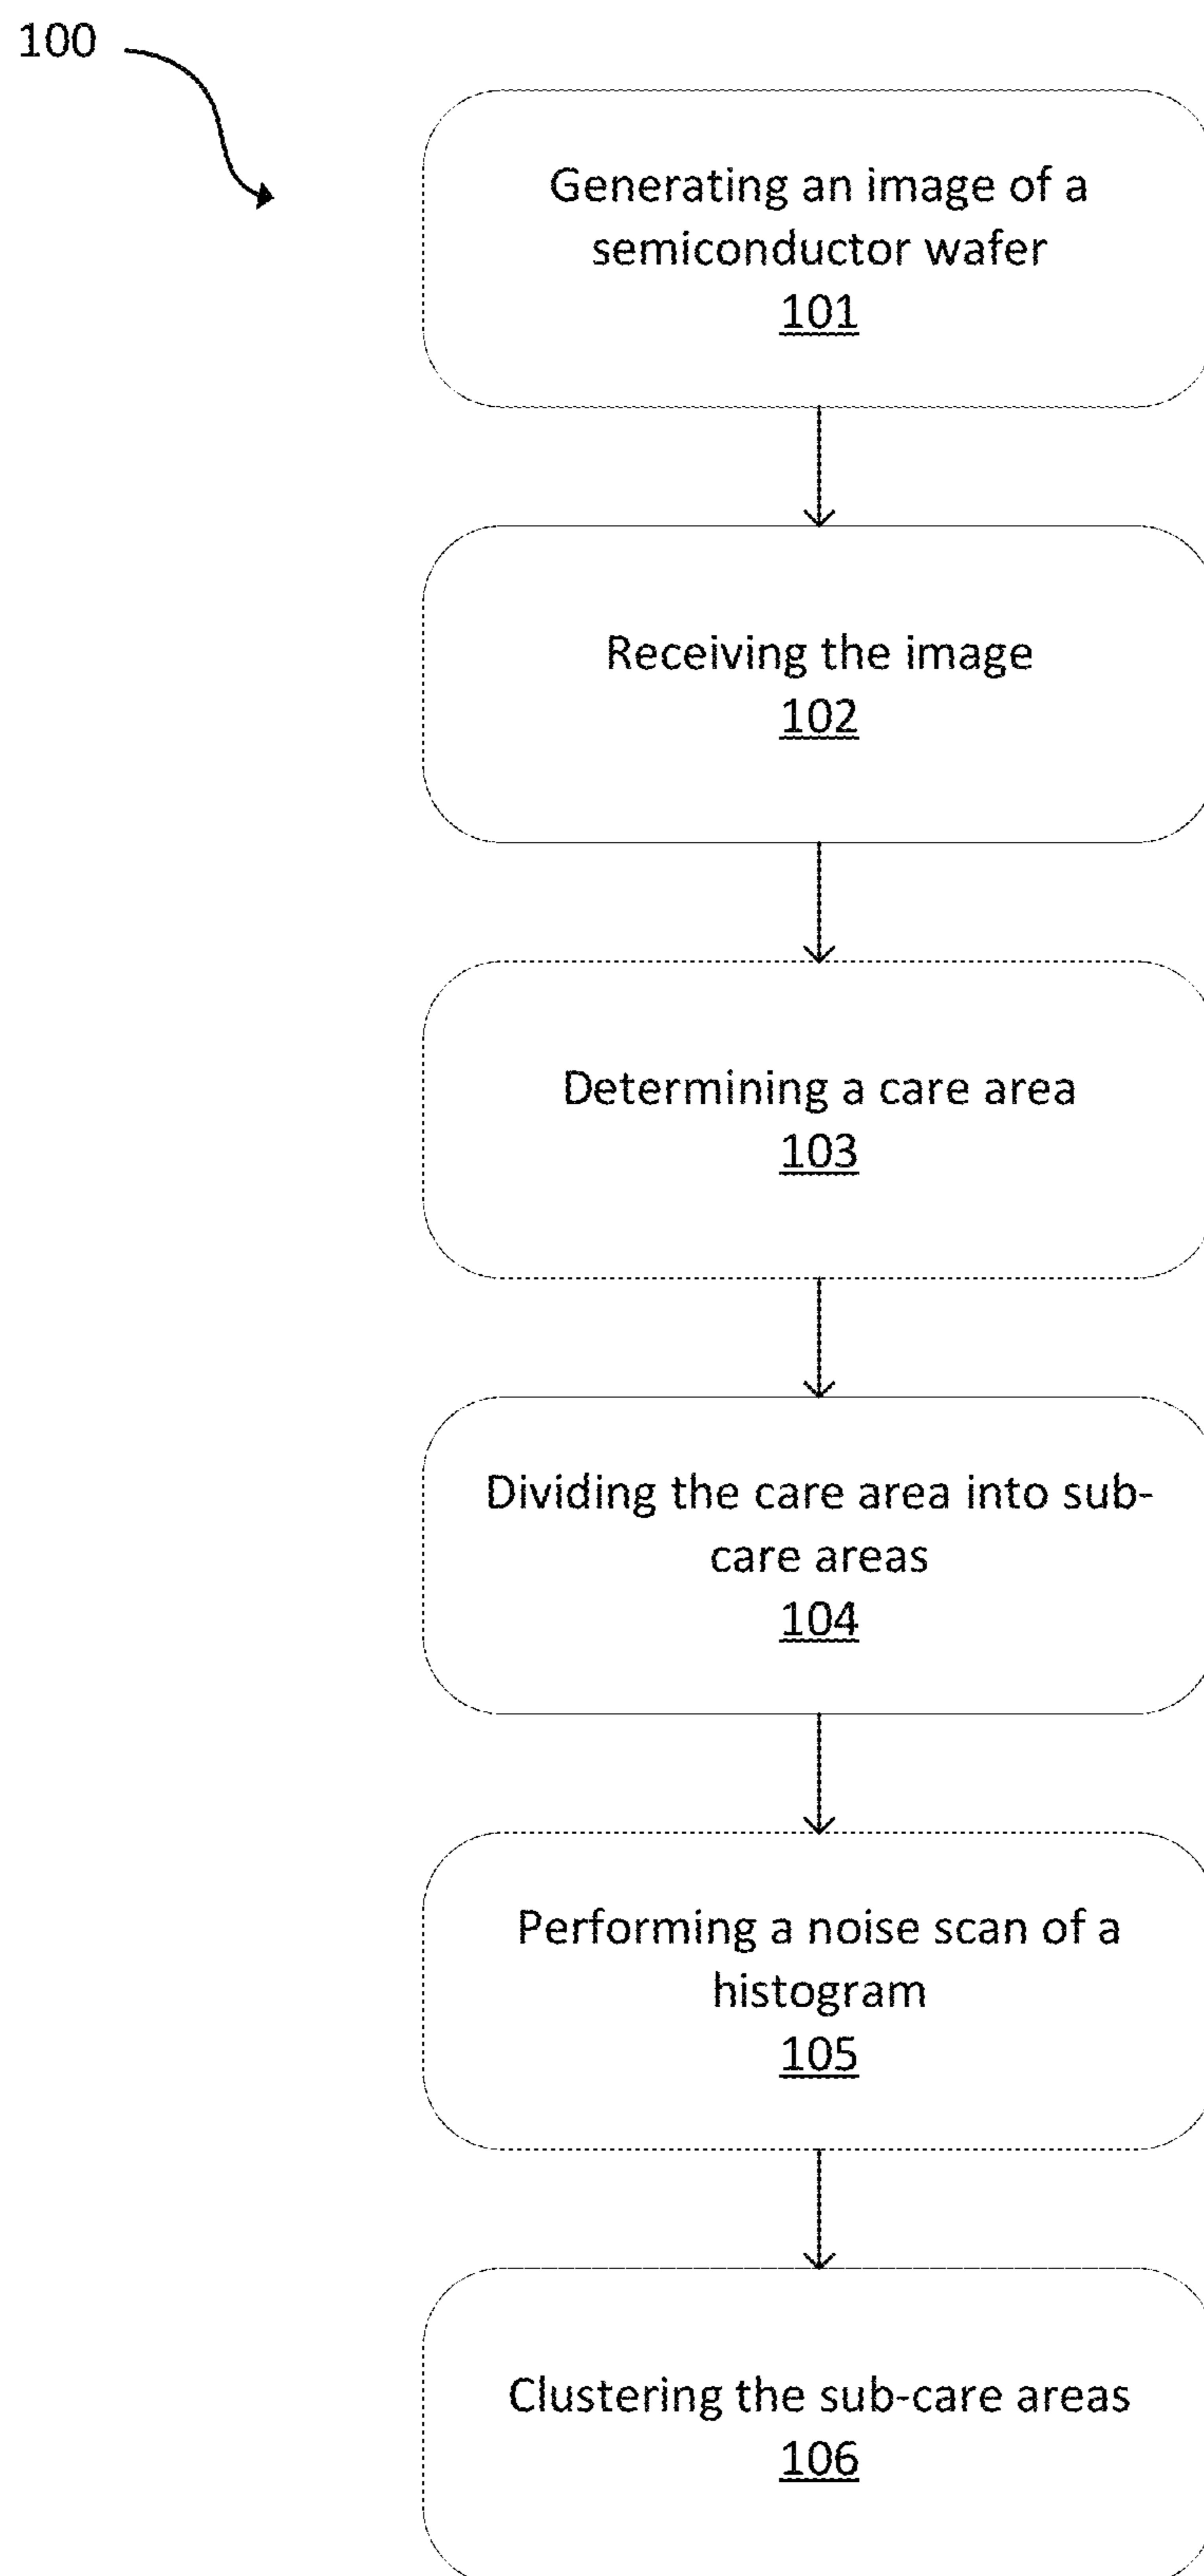 100
Generating an image of a
semiconductor wafer
101
Receiving the image
102
Determining a care area
103
Dividing the care area into sub-
care areas
104
Performing a noise scan of a
histogram
105
Clustering the sub-care areas
106